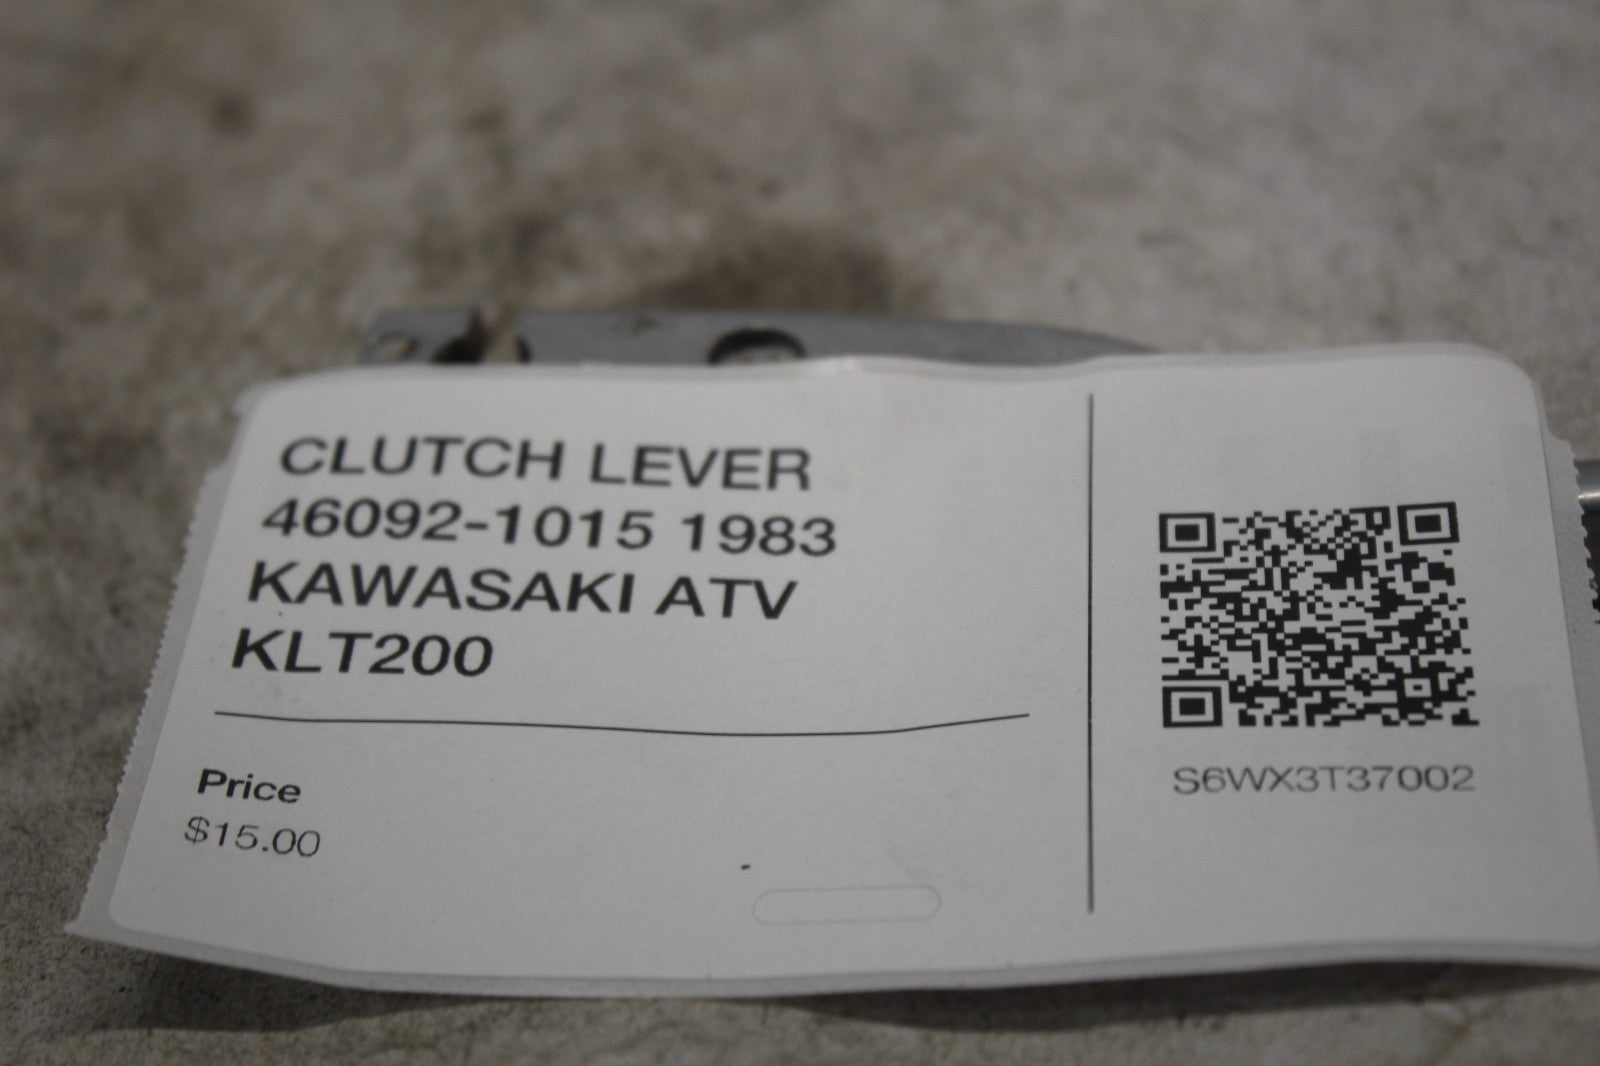 CLUTCH LEVER
46092-1015 1983
KAWASAKI ATV
KLT200
Price
$15.00
S6WX3T37002